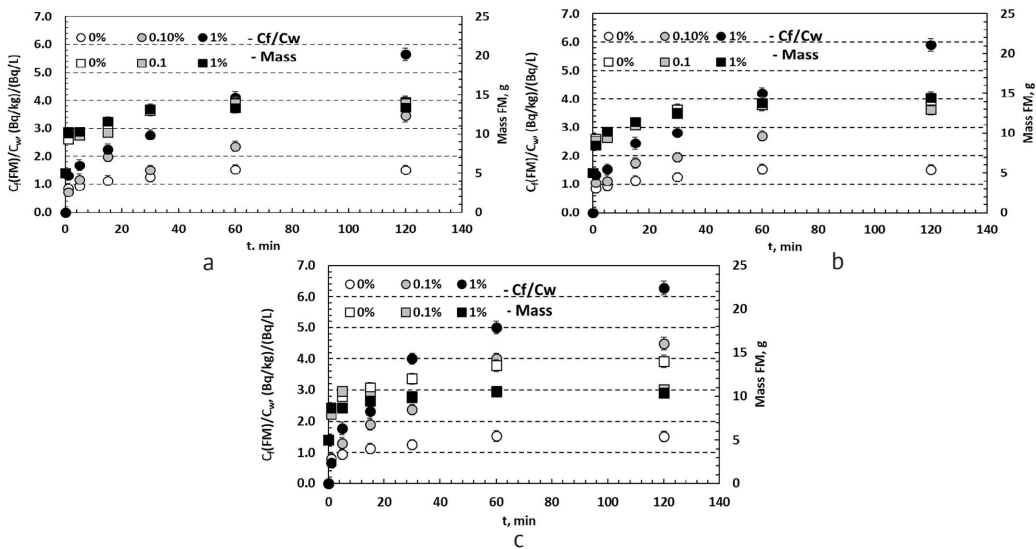 7.0
6.0
5.0
4.0
3.0
2.0
1.0
0.0
C_f(FM)/C_w, (Bq/kg)/(Bq/L)
0% 0.10% 1% - Cf/Cw
0% 0.1 1% - Mass
25
20
15
10
5
0
Mass FM, g
0 20 40 60 80 100 120 140
t. min
a
7.0
6.0
5.0
4.0
3.0
2.0
1.0
0.0
C_f(FM)/C_w, (Bq/kg)/(Bq/L)
0% 0.10% 1% - Cf/Cw
0% 0.1 1% - Mass
25
20
15
10
5
0
Mass FM, g
0 20 40 60 80 100 120 140
t, min
b
7.0
6.0
5.0
4.0
3.0
2.0
1.0
0.0
C_f(FM)/C_w, (Bq/kg)/(Bq/L)
0% 0.1% 1% - Cf/Cw
0% 0.1% 1% - Mass
25
20
15
10
5
0
Mass FM, g
0 20 40 60 80 100 120 140
t, min
c